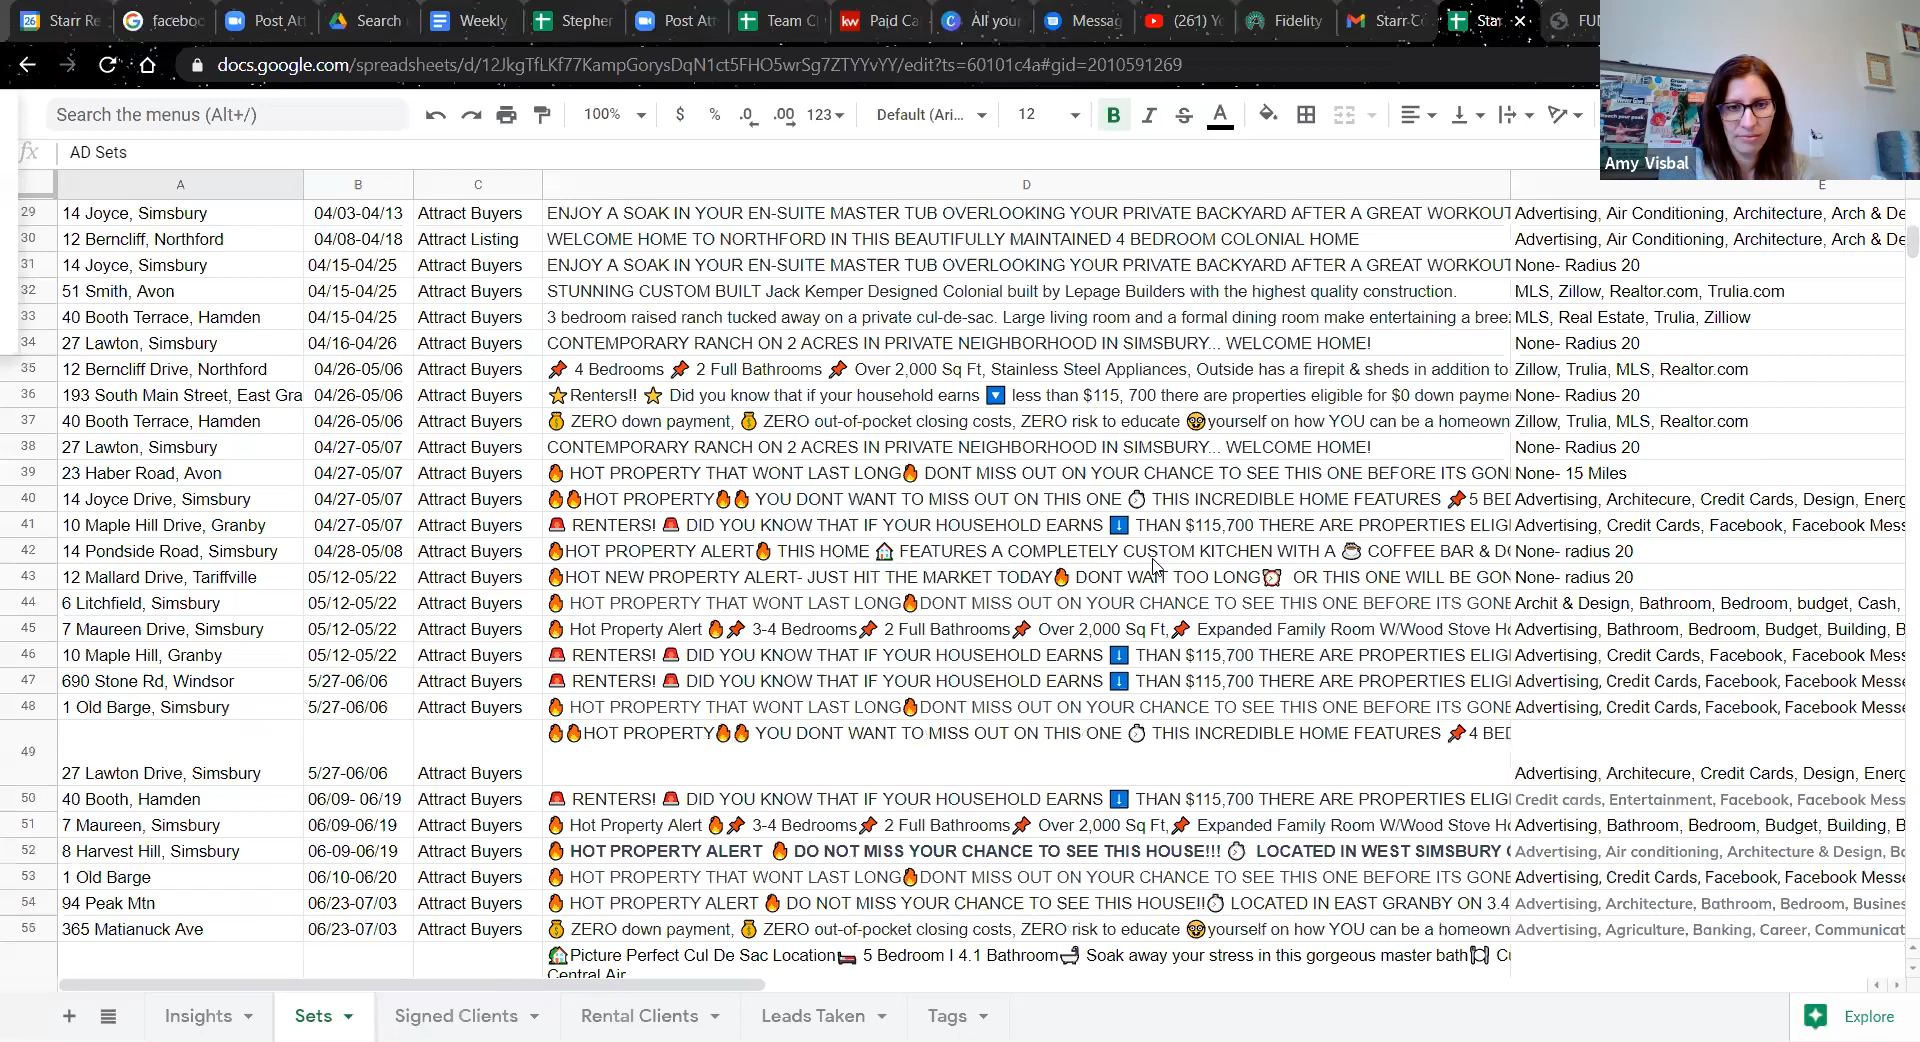 Starr Re
facebo
Post At
Search
Weekly
Stepher
Post Att
Team C
kw Pajd Ca
All your
Messag
(261) Y
Fidelity
Starr C
Star
FUN
docs.google.com/spreadsheets/d/12JkgTfLKf77KampGorysDqN1ct5FHO5wrSg7ZTYYvYY/edit?ts=60101c4a#gid=2010591269
Search the menus (Alt+/) 100% $ % .0 .00 123 Default (Ari... 12 B I S A
fx AD Sets
Amy Visbal
A B C D E
29 14 Joyce, Simsbury 04/03-04/13 Attract Buyers ENJOY A SOAK IN YOUR EN-SUITE MASTER TUB OVERLOOKING YOUR PRIVATE BACKYARD AFTER A GREAT WORKOUT Advertising, Air Conditioning, Architecture, Arch & De
30 12 Berncliff, Northford 04/08-04/18 Attract Listing WELCOME HOME TO NORTHFORD IN THIS BEAUTIFULLY MAINTAINED 4 BEDROOM COLONIAL HOME Advertising, Air Conditioning, Architecture, Arch & De
31 14 Joyce, Simsbury 04/15-04/25 Attract Buyers ENJOY A SOAK IN YOUR EN-SUITE MASTER TUB OVERLOOKING YOUR PRIVATE BACKYARD AFTER A GREAT WORKOUT None- Radius 20
32 51 Smith, Avon 04/15-04/25 Attract Buyers STUNNING CUSTOM BUILT Jack Kemper Designed Colonial built by Lepage Builders with the highest quality construction. MLS, Zillow, Realtor.com, Trulia.com
33 40 Booth Terrace, Hamden 04/15-04/25 Attract Buyers 3 bedroom raised ranch tucked away on a private cul-de-sac. Large living room and a formal dining room make entertaining a bree MLS, Real Estate, Trulia, Zilliow
34 27 Lawton, Simsbury 04/16-04/26 Attract Buyers CONTEMPORARY RANCH ON 2 ACRES IN PRIVATE NEIGHBORHOOD IN SIMSBURY... WELCOME HOME! None- Radius 20
35 12 Berncliff Drive, Northford 04/26-05/06 Attract Buyers 📌 4 Bedrooms 📌 2 Full Bathrooms 📌 Over 2,000 Sq Ft, Stainless Steel Appliances, Outside has a firepit & sheds in addition to Zillow, Trulia, MLS, Realtor.com
36 193 South Main Street, East Gra 04/26-05/06 Attract Buyers ⭐Renters!! ⭐ Did you know that if your household earns 🔽 less than $115, 700 there are properties eligible for $0 down payme None- Radius 20
37 40 Booth Terrace, Hamden 04/26-05/06 Attract Buyers 💰 ZERO down payment, 💰 ZERO out-of-pocket closing costs, ZERO risk to educate 🤓yourself on how YOU can be a homeown Zillow, Trulia, MLS, Realtor.com
38 27 Lawton, Simsbury 04/27-05/07 Attract Buyers CONTEMPORARY RANCH ON 2 ACRES IN PRIVATE NEIGHBORHOOD IN SIMSBURY... WELCOME HOME! None- Radius 20
39 23 Haber Road, Avon 04/27-05/07 Attract Buyers 🔥 HOT PROPERTY THAT WONT LAST LONG🔥 DONT MISS OUT ON YOUR CHANCE TO SEE THIS ONE BEFORE ITS GON None- 15 Miles
40 14 Joyce Drive, Simsbury 04/27-05/07 Attract Buyers 🔥🔥HOT PROPERTY🔥🔥 YOU DONT WANT TO MISS OUT ON THIS ONE ⏱ THIS INCREDIBLE HOME FEATURES 📌5 BED Advertising, Architecure, Credit Cards, Design, Energ
41 10 Maple Hill Drive, Granby 04/27-05/07 Attract Buyers 🚨 RENTERS! 🚨 DID YOU KNOW THAT IF YOUR HOUSEHOLD EARNS ⬇ THAN $115,700 THERE ARE PROPERTIES ELIG Advertising, Credit Cards, Facebook, Facebook Mess
42 14 Pondside Road, Simsbury 04/28-05/08 Attract Buyers 🔥HOT PROPERTY ALERT🔥 THIS HOME 🏠 FEATURES A COMPLETELY CUSTOM KITCHEN WITH A ☕ COFFEE BAR & DO None- radius 20
43 12 Mallard Drive, Tariffville 05/12-05/22 Attract Buyers 🔥HOT NEW PROPERTY ALERT- JUST HIT THE MARKET TODAY🔥 DONT WAIT TOO LONG⏰ OR THIS ONE WILL BE GON None- radius 20
44 6 Litchfield, Simsbury 05/12-05/22 Attract Buyers 🔥 HOT PROPERTY THAT WONT LAST LONG🔥DONT MISS OUT ON YOUR CHANCE TO SEE THIS ONE BEFORE ITS GONE Archit & Design, Bathroom, Bedroom, budget, Cash,
45 7 Maureen Drive, Simsbury 05/12-05/22 Attract Buyers 🔥 Hot Property Alert 🔥📌 3-4 Bedrooms📌 2 Full Bathrooms📌 Over 2,000 Sq Ft,📌 Expanded Family Room W/Wood Stove Ho Advertising, Bathroom, Bedroom, Budget, Building, B
46 10 Maple Hill, Granby 05/12-05/22 Attract Buyers 🚨 RENTERS! 🚨 DID YOU KNOW THAT IF YOUR HOUSEHOLD EARNS ⬇ THAN $115,700 THERE ARE PROPERTIES ELIG Advertising, Credit Cards, Facebook, Facebook Mess
47 690 Stone Rd, Windsor 5/27-06/06 Attract Buyers 🚨 RENTERS! 🚨 DID YOU KNOW THAT IF YOUR HOUSEHOLD EARNS ⬇ THAN $115,700 THERE ARE PROPERTIES ELIG Advertising, Credit Cards, Facebook, Facebook Messe
48 1 Old Barge, Simsbury 5/27-06/06 Attract Buyers 🔥 HOT PROPERTY THAT WONT LAST LONG🔥DONT MISS OUT ON YOUR CHANCE TO SEE THIS ONE BEFORE ITS GONE Advertising, Credit Cards, Facebook, Facebook Messe
🔥🔥HOT PROPERTY🔥🔥 YOU DONT WANT TO MISS OUT ON THIS ONE ⏱ THIS INCREDIBLE HOME FEATURES 📌4 BED
49 27 Lawton Drive, Simsbury 5/27-06/06 Attract Buyers Advertising, Architecure, Credit Cards, Design, Energ
50 40 Booth, Hamden 06/09- 06/19 Attract Buyers 🚨 RENTERS! 🚨 DID YOU KNOW THAT IF YOUR HOUSEHOLD EARNS ⬇ THAN $115,700 THERE ARE PROPERTIES ELIG Credit cards, Entertainment, Facebook, Facebook Mess
51 7 Maureen, Simsbury 06/09-06/19 Attract Buyers 🔥 Hot Property Alert 🔥📌 3-4 Bedrooms📌 2 Full Bathrooms📌 Over 2,000 Sq Ft,📌 Expanded Family Room W/Wood Stove Ho Advertising, Bathroom, Bedroom, Budget, Building, B
52 8 Harvest Hill, Simsbury 06-09-06/19 Attract Buyers 🔥 HOT PROPERTY ALERT 🔥 DO NOT MISS YOUR CHANCE TO SEE THIS HOUSE!!! ⏱ LOCATED IN WEST SIMSBURY Advertising, Air conditioning, Architecture & Design, Ba
53 1 Old Barge 06/10-06/20 Attract Buyers 🔥 HOT PROPERTY THAT WONT LAST LONG🔥DONT MISS OUT ON YOUR CHANCE TO SEE THIS ONE BEFORE ITS GONE Advertising, Credit Cards, Facebook, Facebook Messe
54 94 Peak Mtn 06/23-07/03 Attract Buyers 🔥 HOT PROPERTY ALERT 🔥 DO NOT MISS YOUR CHANCE TO SEE THIS HOUSE!!⏱ LOCATED IN EAST GRANBY ON 3.4 Advertising, Architecture, Bathroom, Bedroom, Busines
55 365 Matianuck Ave 06/23-07/03 Attract Buyers 💰 ZERO down payment, 💰 ZERO out-of-pocket closing costs, ZERO risk to educate 🤓yourself on how YOU can be a homeown Advertising, Agriculture, Banking, Career, Communicat
🏠Picture Perfect Cul De Sac Location🛏 5 Bedroom I 4.1 Bathroom🛁 Soak away your stress in this gorgeous master bath🍽
Central Air
+ Insights Sets Signed Clients Rental Clients Leads Taken Tags Explore